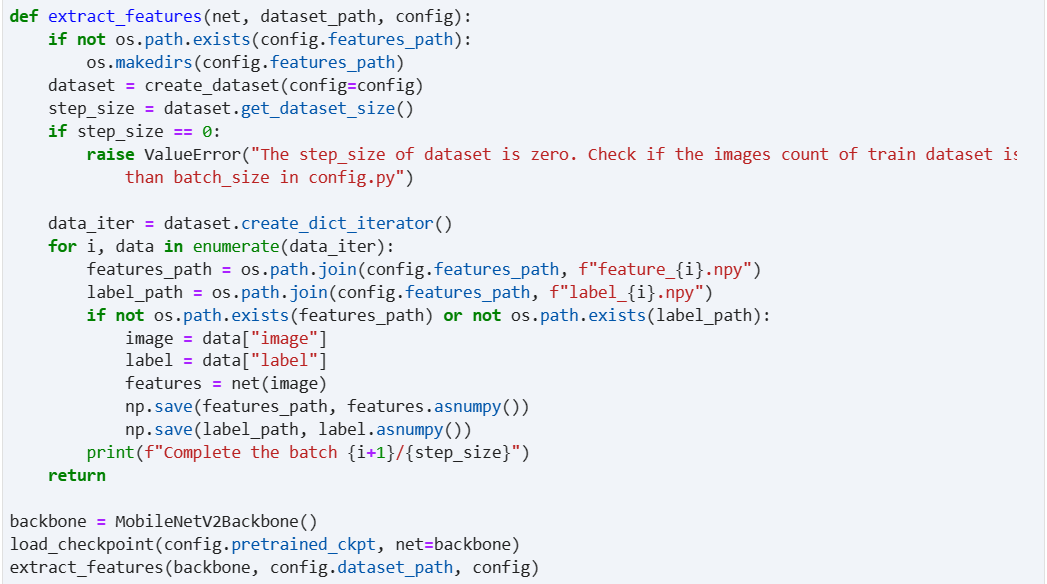 def extract_features(net, dataset_path, config):
    if not os.path.exists(config.features_path):
        os.makedirs(config.features_path)
    dataset = create_dataset(config=config)
    step_size = dataset.get_dataset_size()
    if step_size == 0:
        raise ValueError("The step_size of dataset is zero. Check if the images count of train dataset is
            than batch_size in config.py")

    data_iter = dataset.create_dict_iterator()
    for i, data in enumerate(data_iter):
        features_path = os.path.join(config.features_path, f"feature_{i}.npy")
        label_path = os.path.join(config.features_path, f"label_{i}.npy")
        if not os.path.exists(features_path) or not os.path.exists(label_path):
            image = data["image"]
            label = data["label"]
            features = net(image)
            np.save(features_path, features.asnumpy())
            np.save(label_path, label.asnumpy())
        print(f"Complete the batch {i+1}/{step_size}")
    return

backbone = MobileNetV2Backbone()
load_checkpoint(config.pretrained_ckpt, net=backbone)
extract_features(backbone, config.dataset_path, config)